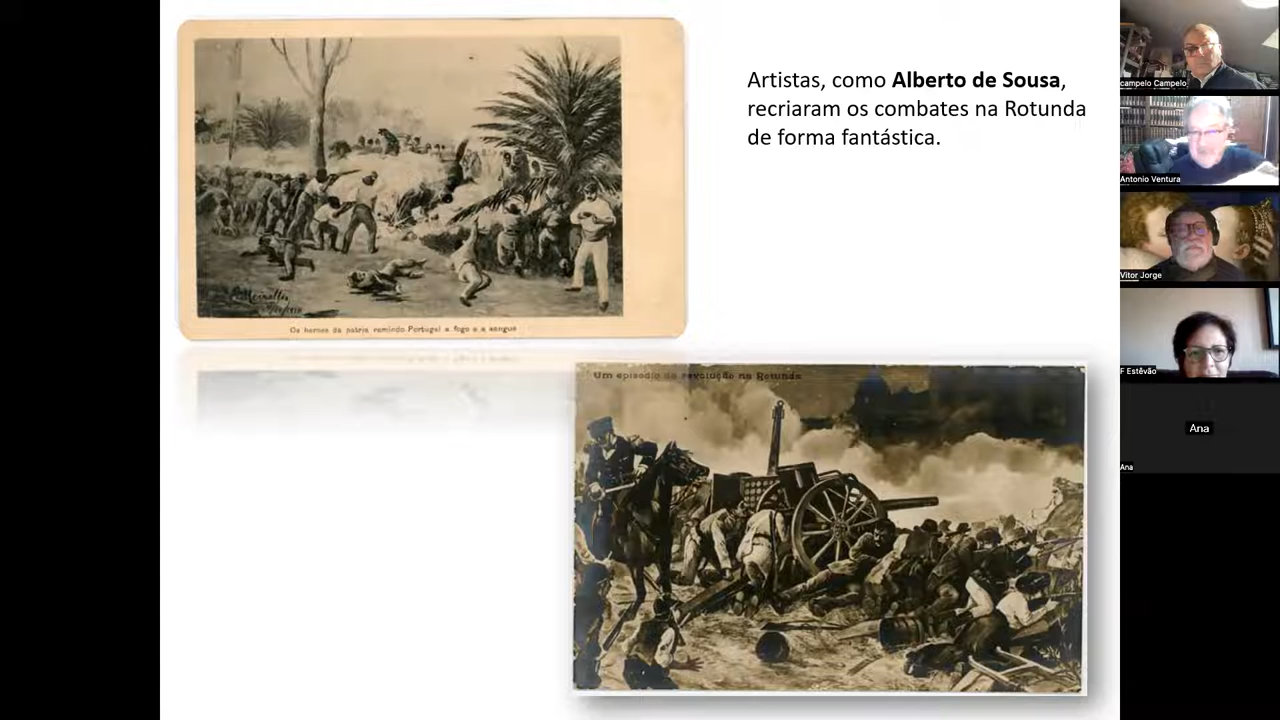 Artistas, como Alberto de Sousa,
recriaram os combates na Rotunda
de forma fantástica.
Os heroes da patria remindo Portugal a fogo e a sangue
Um episodio da revolução na Rotunda
campelo Campelo
Antonio Ventura
Vitor Jorge
F Estêvão
Ana
Ana